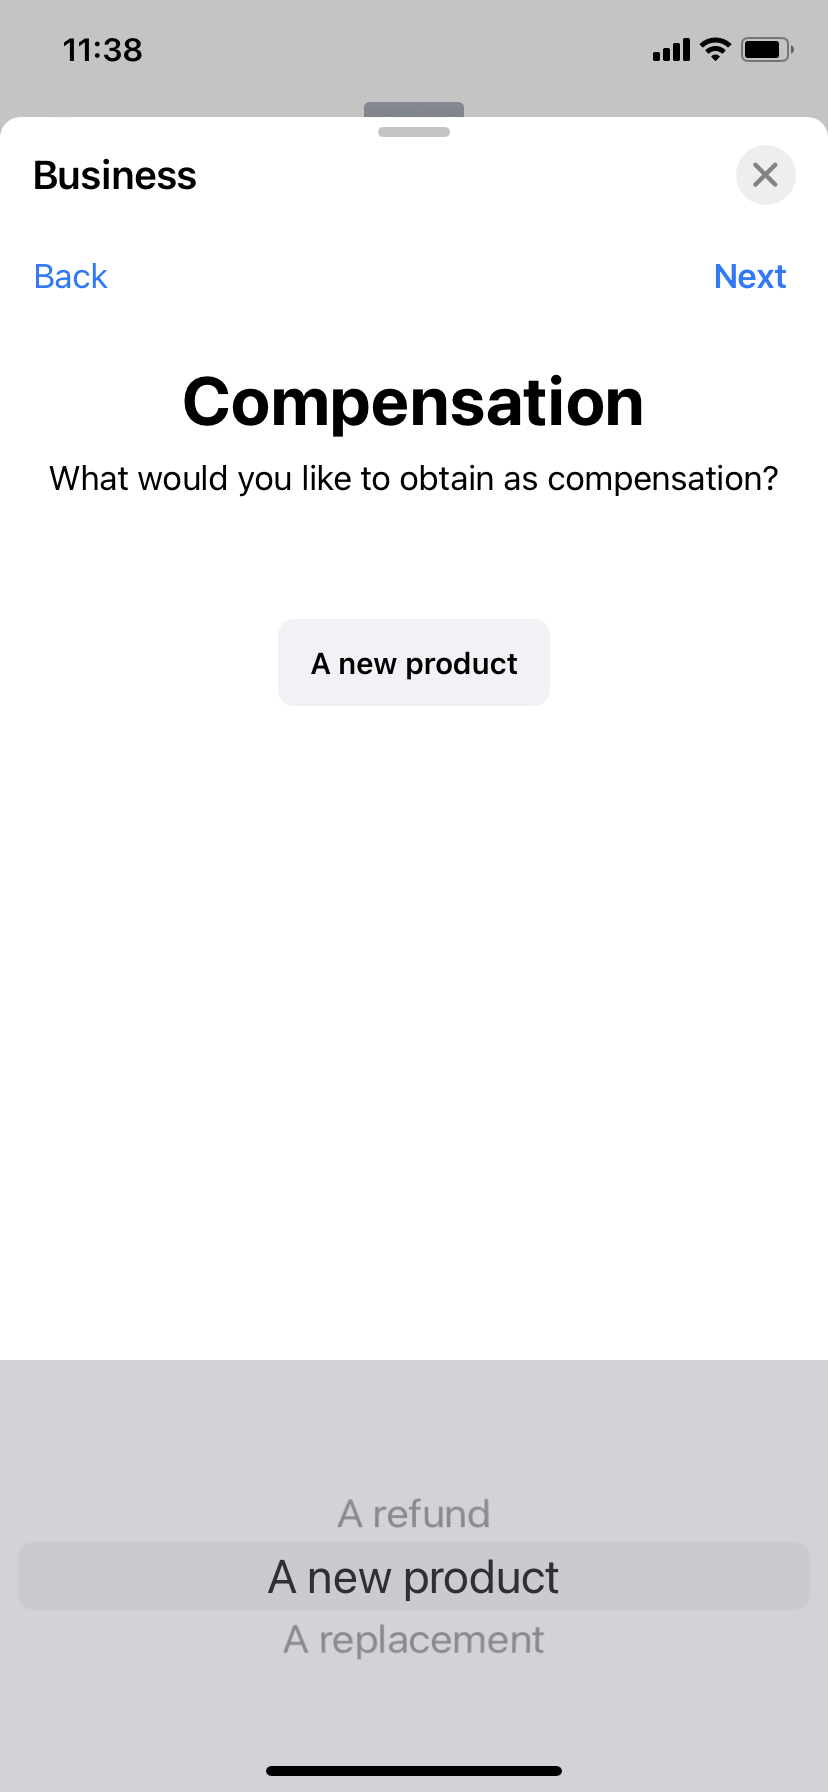 11:38
Business
Back Next
Compensation
What would you like to obtain as compensation?
A new product
A refund
A new product
A replacement